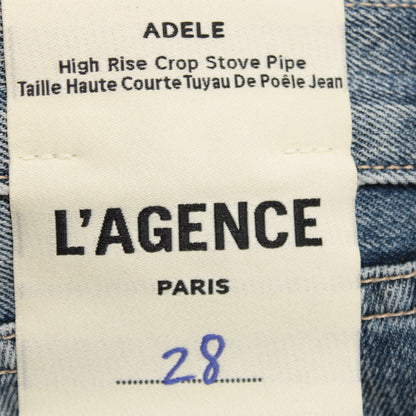 ADELE
High Rise Crop Stove Pipe
Taille Haute Courte Tuyau De Poêle Jean
L'AGENCE
PARIS
28